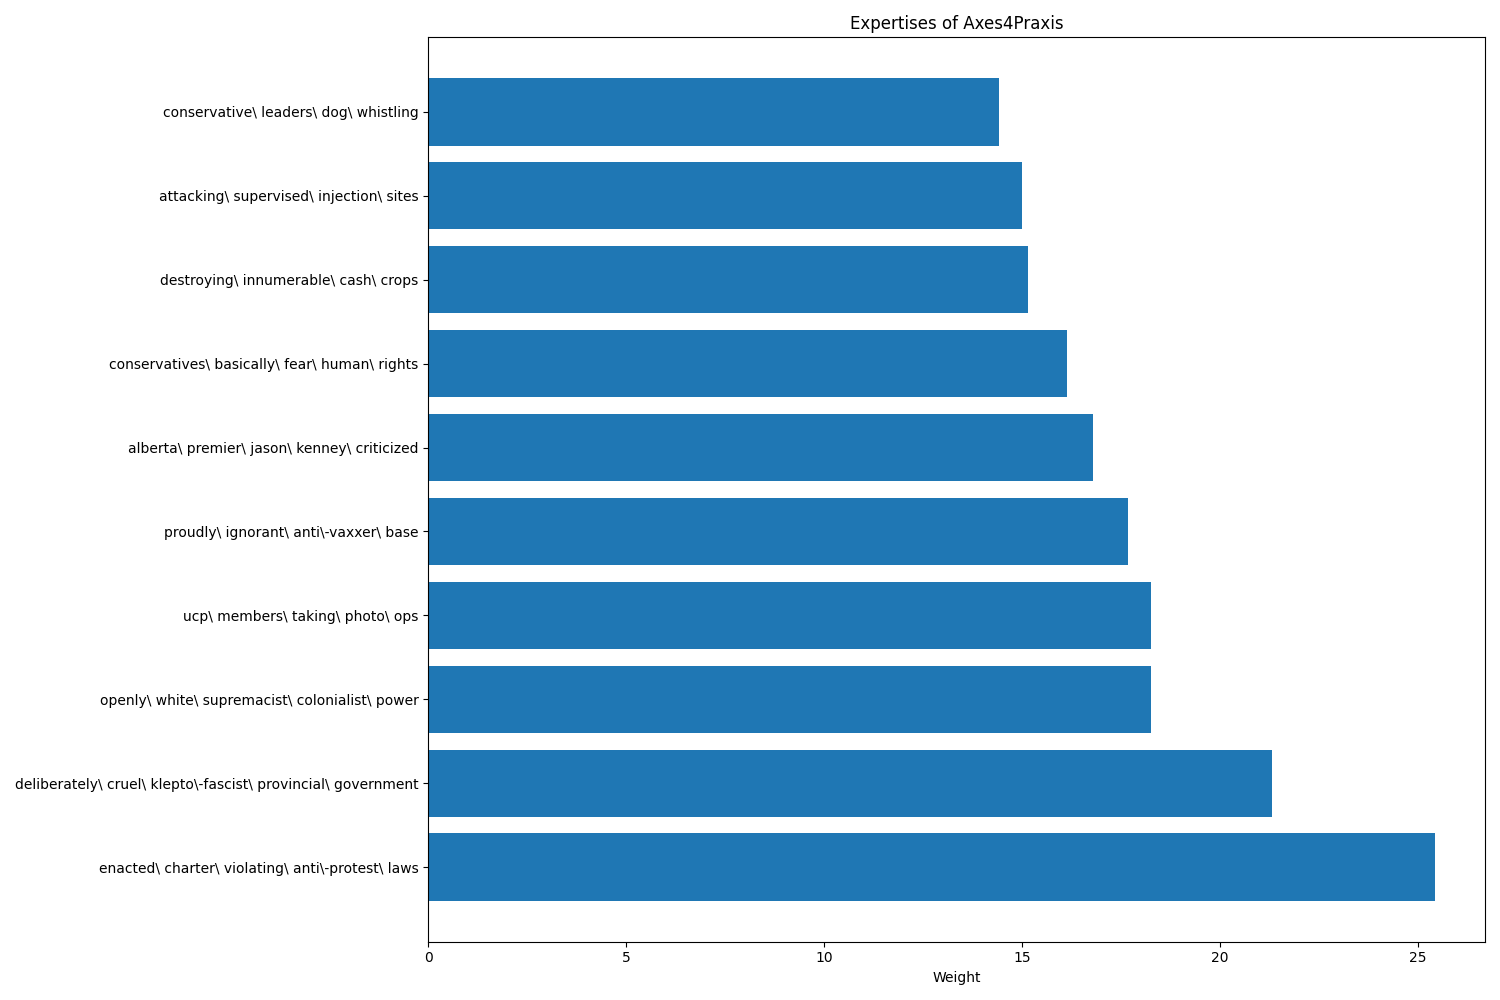 Expertises of Axes4Praxis
conservative\ leaders\ dog\ whistling
attacking\ supervised\ injection\ sites
destroying\ innumerable\ cash\ crops
conservatives\ basically\ fear\ human\ rights
alberta\ premier\ jason\ kenney\ criticized
proudly\ ignorant\ anti\-vaxxer\ base
ucp\ members\ taking\ photo\ ops
openly\ white\ supremacist\ colonialist\ power
deliberately\ cruel\ klepto\-fascist\ provincial\ government
enacted\ charter\ violating\ anti\-protest\ laws
0 5 10 15 20 25
Weight